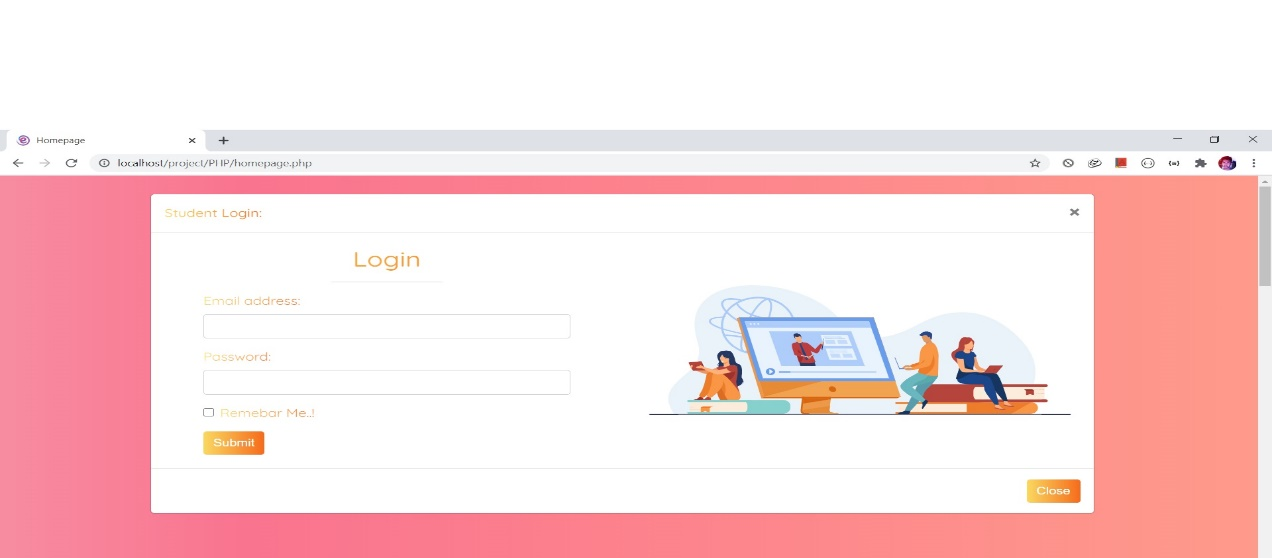 Homepage
localhost/project/PHP/homepage.php
Student Login:
Login
Email address:
Password:
Remebar Me..!
Submit
Close